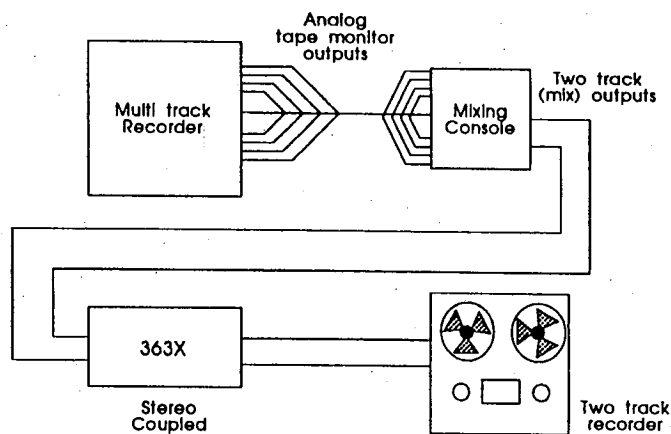 Analog
tape monitor
outputs
Multi track
Recorder
Mixing
Console
Two track
(mix) outputs
363X
Stereo
Coupled
Two track
recorder